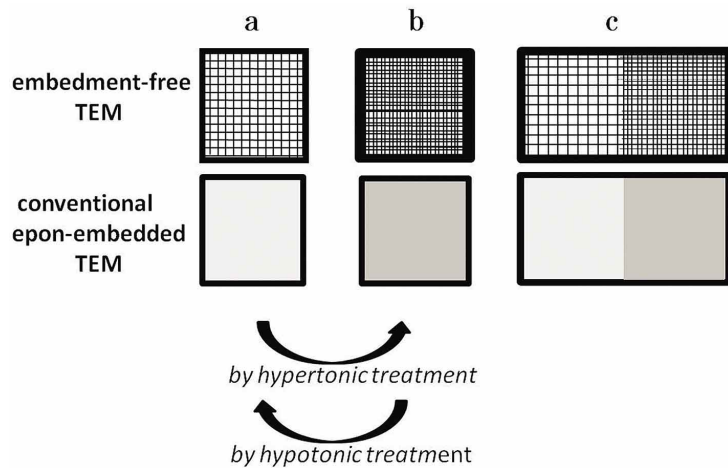 a b c
embedment-free
TEM
conventional
epon-embedded
TEM
by hypertonic treatment
by hypotonic treatment